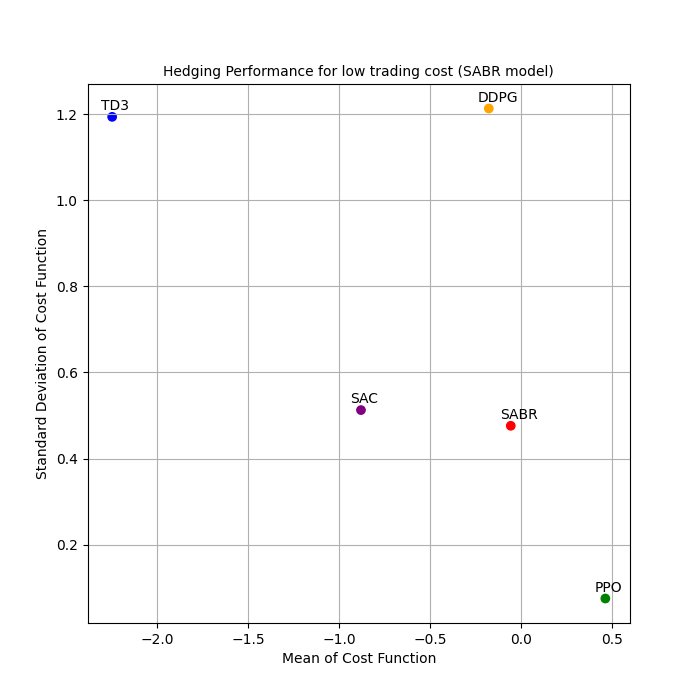 Hedging Performance for low trading cost (SABR model)
TD3
DDPG
SAC
SABR
PPO
1.2
1.0
0.8
0.6
0.4
0.2
Standard Deviation of Cost Function
−2.0
−1.5
−1.0
−0.5
0.0
0.5
Mean of Cost Function